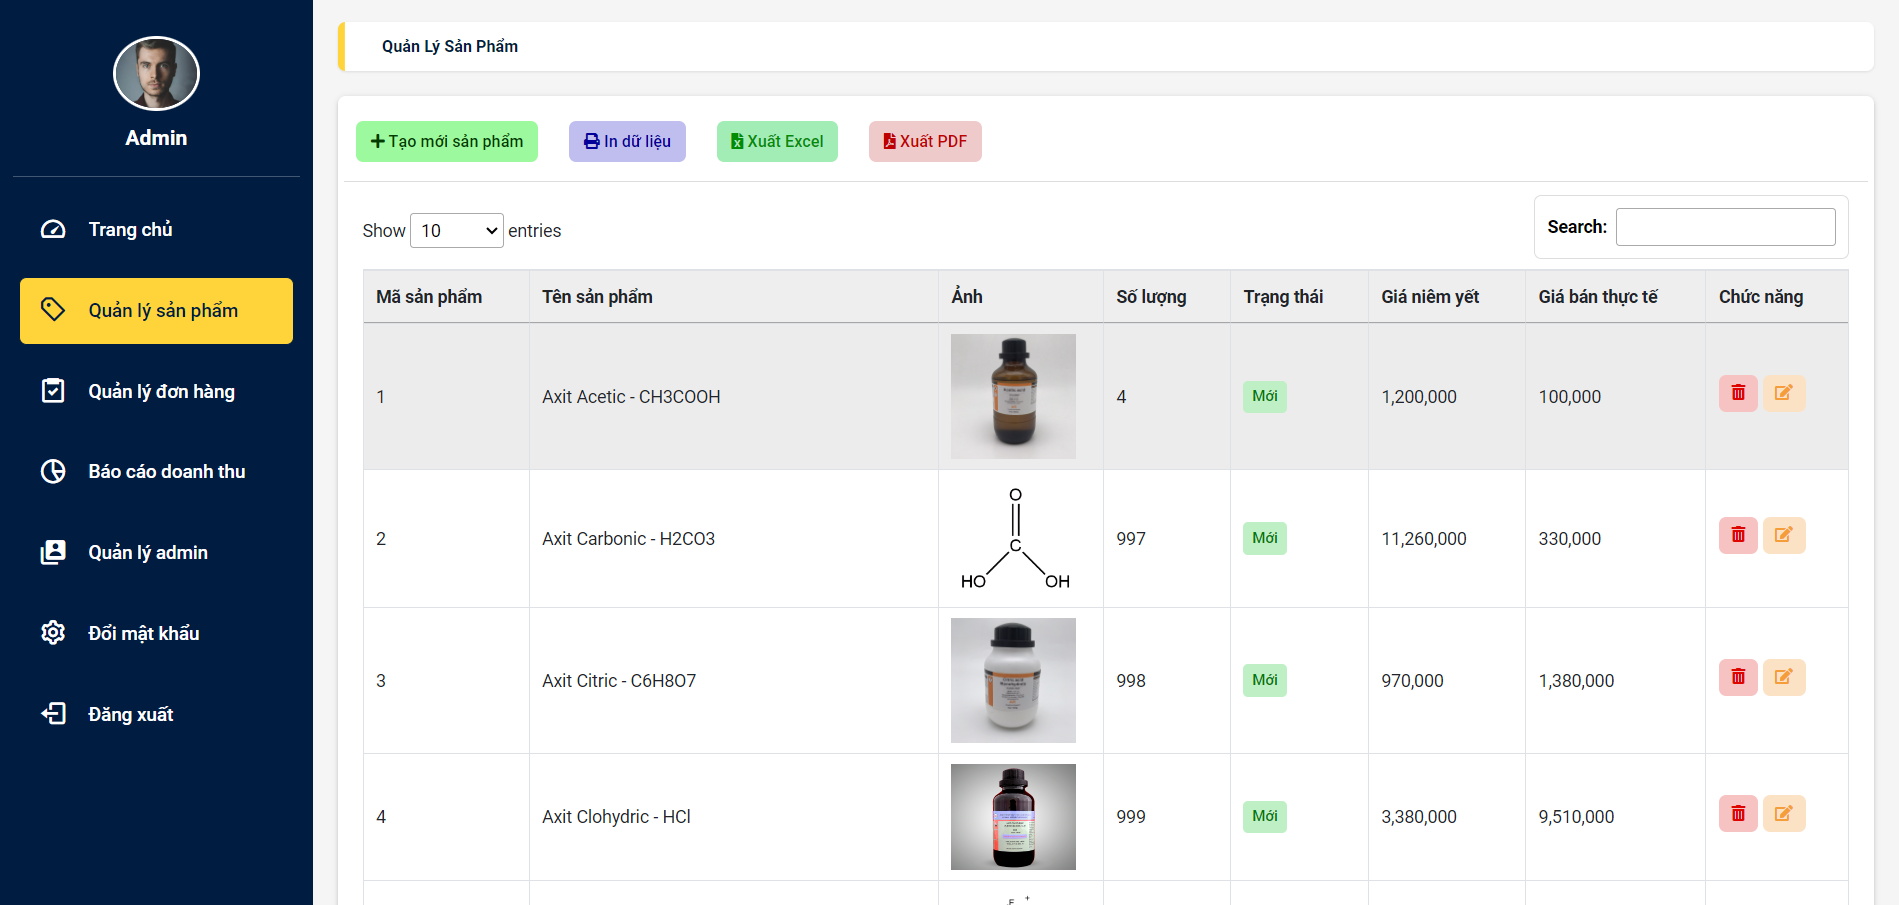 Admin
Trang chủ
Quản lý sản phẩm
Quản lý đơn hàng
Báo cáo doanh thu
Quản lý admin
Đổi mật khẩu
Đăng xuất
Quản Lý Sản Phẩm
Tạo mới sản phẩm In dữ liệu Xuất Excel Xuất PDF
Show 10 entries Search:
Mã sản phẩm Tên sản phẩm Ảnh Số lượng Trạng thái Giá niêm yết Giá bán thực tế Chức năng
1 Axit Acetic - CH3COOH 4 Mới 1,200,000 100,000
O
2 Axit Carbonic - H2CO3 C 997 Mới 11,260,000 330,000
HO OH
3 Axit Citric - C6H8O7 998 Mới 970,000 1,380,000
4 Axit Clohydric - HCl 999 Mới 3,380,000 9,510,000